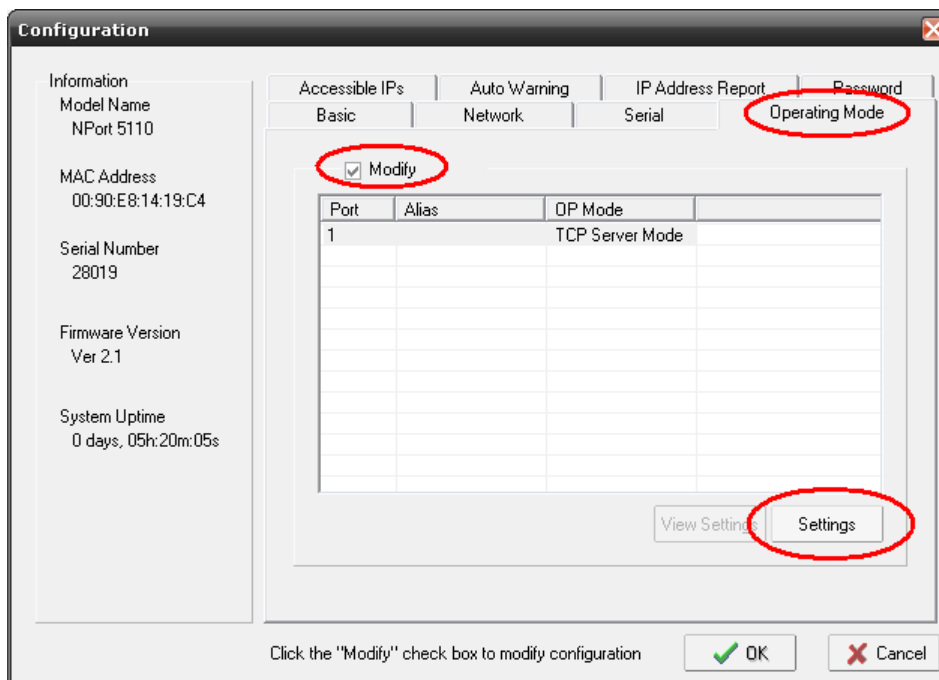 Configuration
Information
Model Name
NPort 5110
MAC Address
00:90:E8:14:19:C4
Serial Number
28019
Firmware Version
Ver 2.1
System Uptime
0 days, 05h:20m:05s
Accessible IPs Auto Warning IP Address Report Password
Basic Network Serial Operating Mode
Modify
Port Alias OP Mode
1 TCP Server Mode
View Settings Settings
Click the "Modify" check box to modify configuration OK Cancel